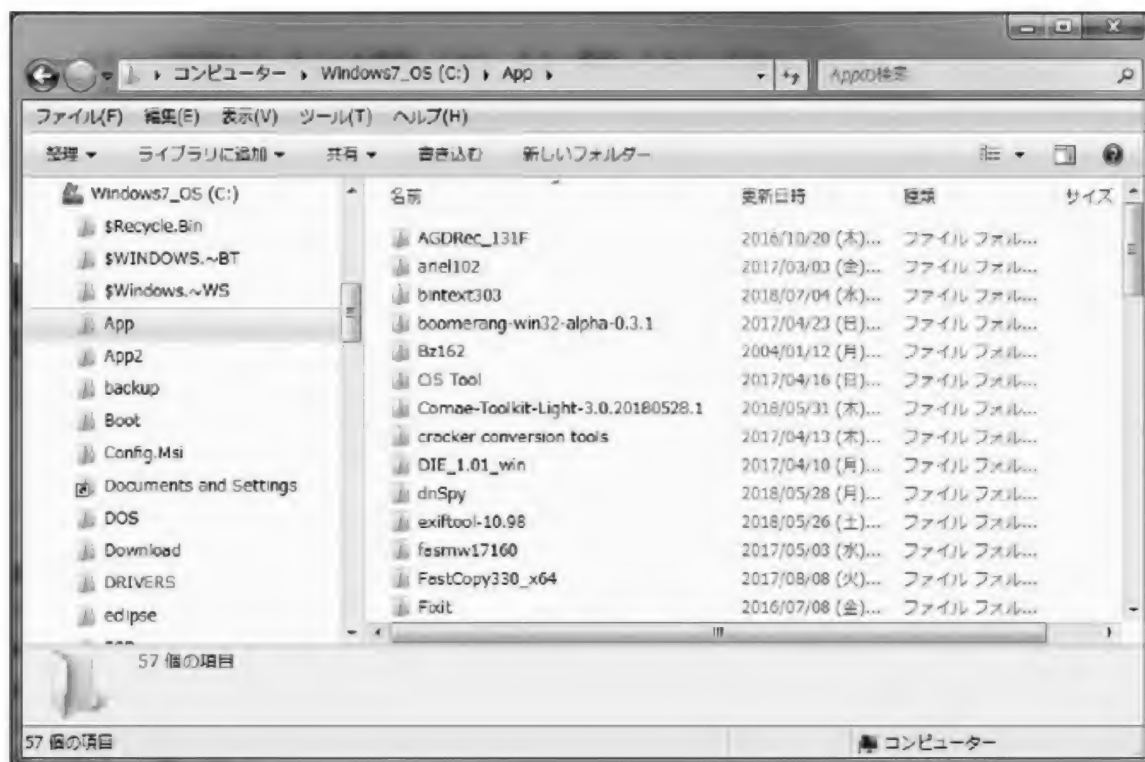 コンピューター ▸ Windows7_OS (C:) ▸ App ▸
Appの検索
ファイル(F) 編集(E) 表示(V) ツール(T) ヘルプ(H)
整理 ライブラリに追加 共有 書き込む 新しいフォルダー
Windows7_OS (C:)
$Recycle.Bin
$WINDOWS.~BT
$Windows.~WS
App
App2
backup
Boot
Config.Msi
Documents and Settings
DOS
Download
DRIVERS
eclipse
名前 更新日時 種類 サイズ
AGDRec_131F 2016/10/20 (木)... ファイル フォル...
anel102 2017/03/03 (金)... ファイル フォル...
bintext303 2018/07/04 (水)... ファイル フォル...
boomerang-win32-alpha-0.3.1 2017/04/23 (日)... ファイル フォル...
Bz162 2004/01/12 (月)... ファイル フォル...
OS Tool 2017/04/16 (日)... ファイル フォル...
Comae-Toolkit-Light-3.0.20180528.1 2018/05/31 (木)... ファイル フォル...
cracker conversion tools 2017/04/13 (木)... ファイル フォル...
DIE_1.01_win 2017/04/10 (月)... ファイル フォル...
dnSpy 2018/05/28 (月)... ファイル フォル...
exiftool-10.98 2018/05/26 (土)... ファイル フォル...
fasmw17160 2017/05/03 (水)... ファイル フォル...
FastCopy330_x64 2017/08/08 (火)... ファイル フォル...
Fixit 2016/07/08 (金)... ファイル フォル...
57 個の項目
57 個の項目 コンピューター